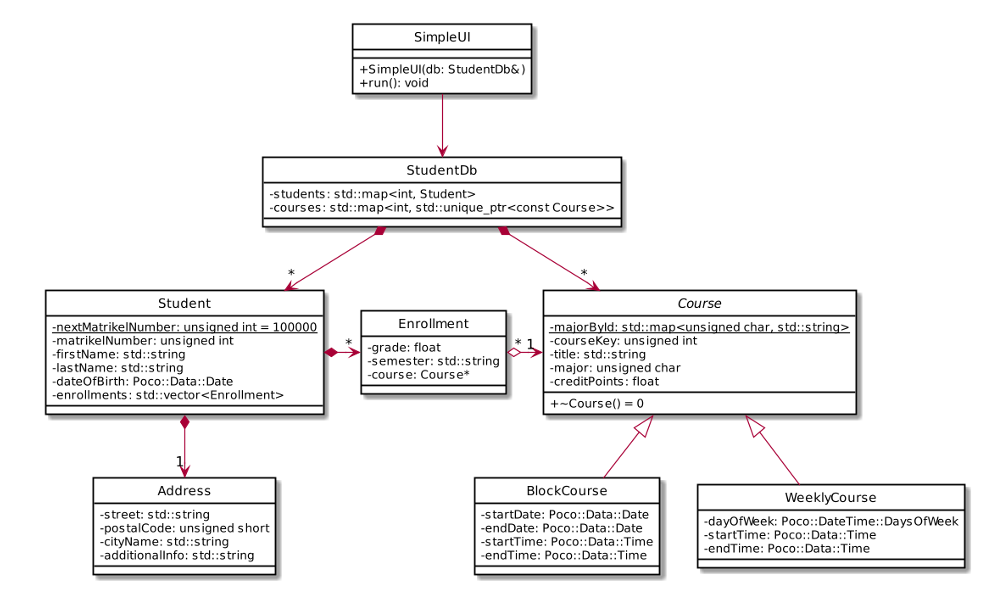 SimpleUI
+SimpleUI(db: StudentDb&)
+run(): void
StudentDb
-students: std::map<int, Student>
-courses: std::map<int, std::unique_ptr<const Course>>
*
*
Student
-nextMatrikelNumber: unsigned int = 100000
-matrikelNumber: unsigned int
-firstName: std::string
-lastName: std::string
-dateOfBirth: Poco::Data::Date
-enrollments: std::vector<Enrollment>
*
Enrollment
-grade: float
-semester: std::string
-course: Course*
* 1
Course
-majorById: std::map<unsigned char, std::string>
-courseKey: unsigned int
-title: std::string
-major: unsigned char
-creditPoints: float
+~Course() = 0
1
Address
-street: std::string
-postalCode: unsigned short
-cityName: std::string
-additionalInfo: std::string
BlockCourse
-startDate: Poco::Data::Date
-endDate: Poco::Data::Date
-startTime: Poco::Data::Time
-endTime: Poco::Data::Time
WeeklyCourse
-dayOfWeek: Poco::DateTime::DaysOfWeek
-startTime: Poco::Data::Time
-endTime: Poco::Data::Time